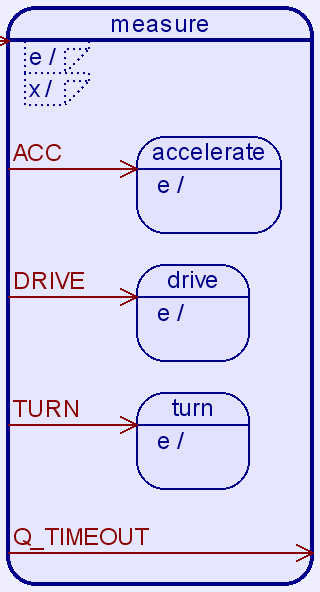 measure
e /
x /
ACC
accelerate
e /
DRIVE
drive
e /
TURN
turn
e /
Q_TIMEOUT